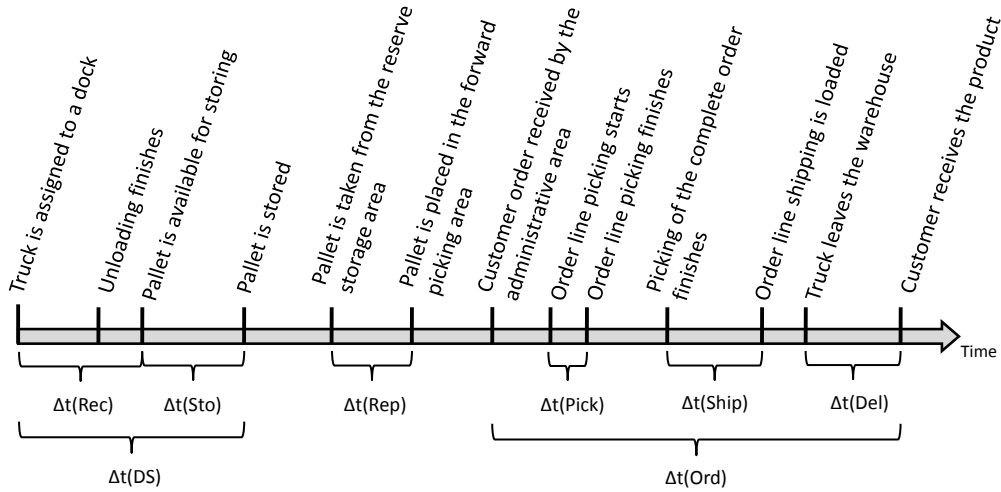 Truck is assigned to a dock
Unloading finishes
Pallet is available for storing
Pallet is stored
Pallet is taken from the reserve
storage area
Pallet is placed in the forward
picking area
Customer order received by the
administrative area
Order line picking starts
Order line picking finishes
Picking of the complete order
finishes
Order line shipping is loaded
Truck leaves the warehouse
Customer receives the product
Time
Δt(Rec)
Δt(Sto)
Δt(Rep)
Δt(Pick)
Δt(Ship)
Δt(Del)
Δt(DS)
Δt(Ord)